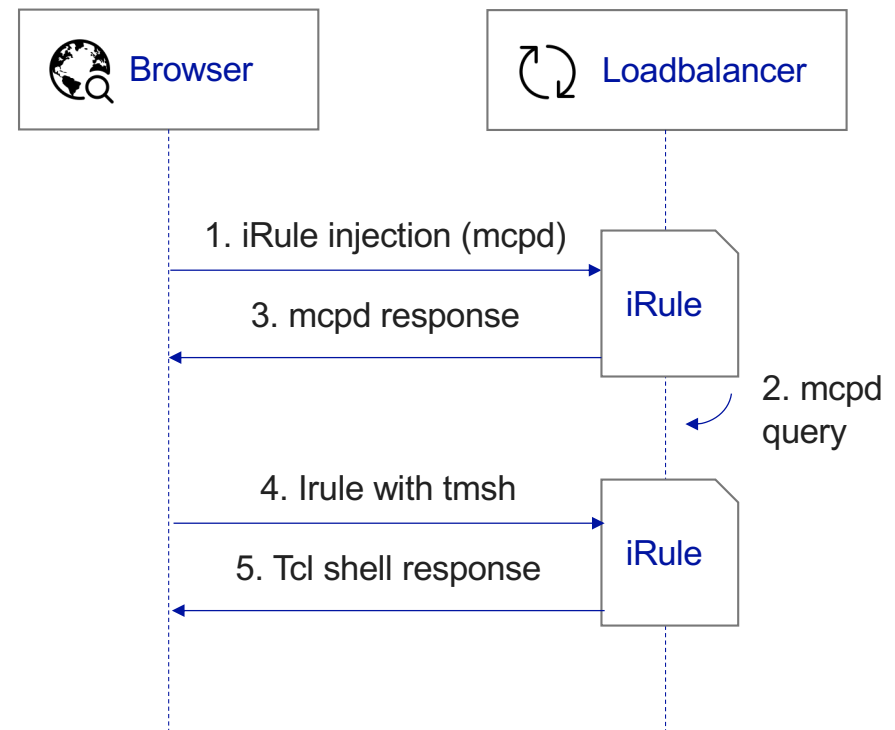 Browser
Loadbalancer
1. iRule injection (mcpd)
iRule
3. mcpd response
2. mcpd
query
4. Irule with tmsh
iRule
5. Tcl shell response